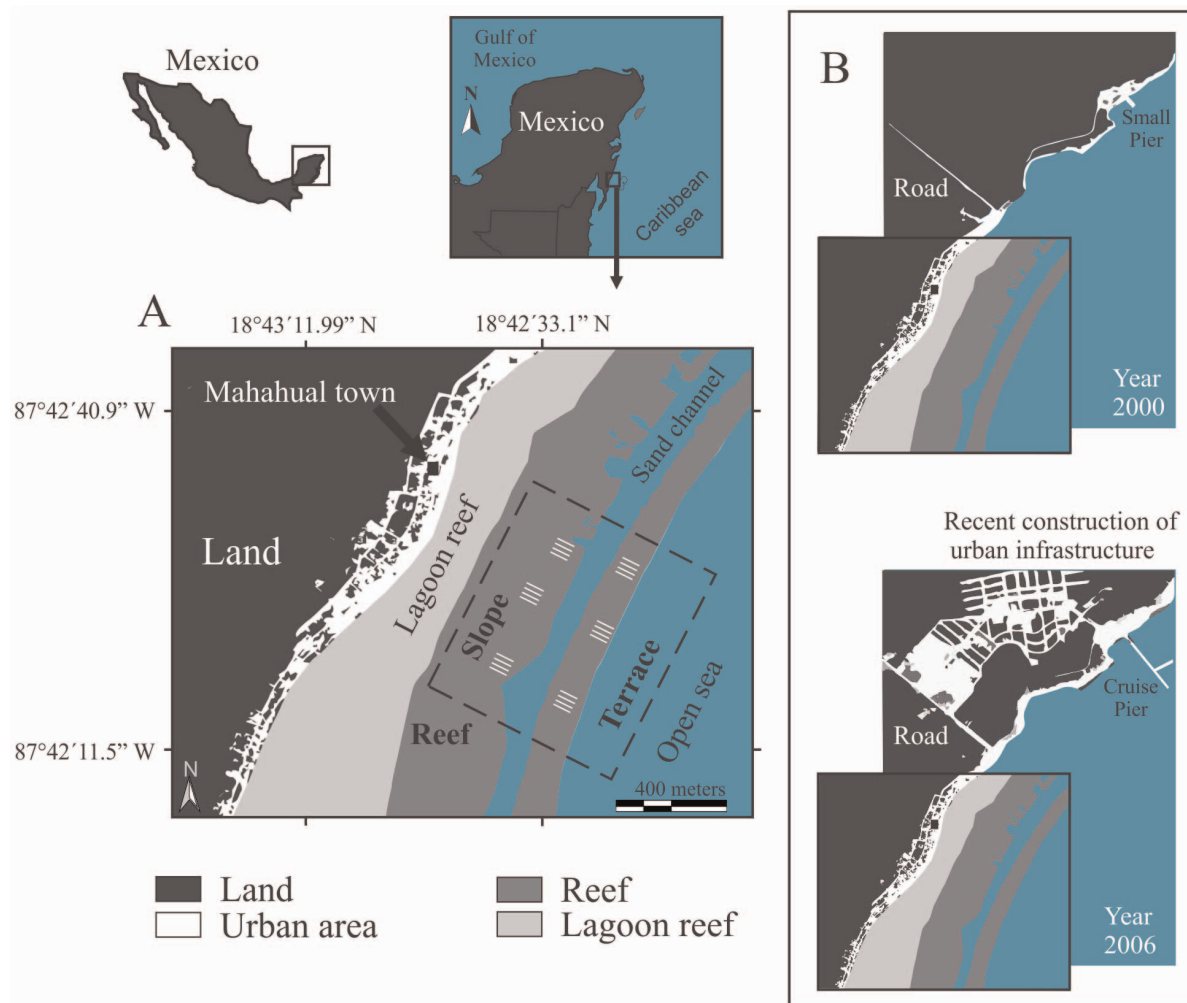 Mexico
Gulf of
Mexico
N
Mexico
Caribbean
sea
A
18°43´11.99” N
18°42´33.1” N
87°42´40.9” W
87°42´11.5” W
Mahahual town
Land
Lagoon reef
Slope
Reef
Sand channel
Terrace
Open sea
N
400 meters
Land
Urban area
Reef
Lagoon reef
B
Small
Pier
Road
Year
2000
Recent construction of
urban infrastructure
Cruise
Pier
Road
Year
2006